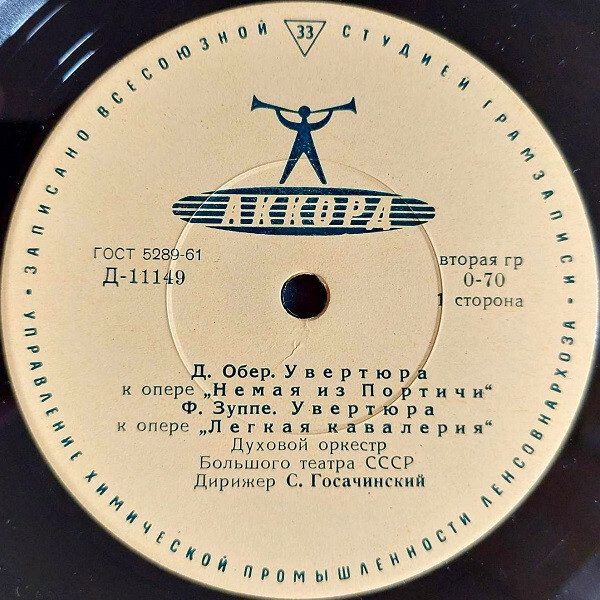 ЗАПИСАНО ВСЕСОЮЗНОЙ СТУДИЕЙ ГРАМЗАПИСИ
33
АККОРД
ГОСТ 5289-61
Д-11149
вторая гр
0-70
1 сторона
Д. Обер. Увертюра
к опере „Немая из Портичи“
Ф. Зуппе. Увертюра
к опере „Легкая кавалерия“
Духовой оркестр
Большого театра СССР
Дирижер С. Госачинский
УПРАВЛЕНИЕ ХИМИЧЕСКОЙ ПРОМЫШЛЕННОСТИ ЛЕНСОВНАРХОЗА